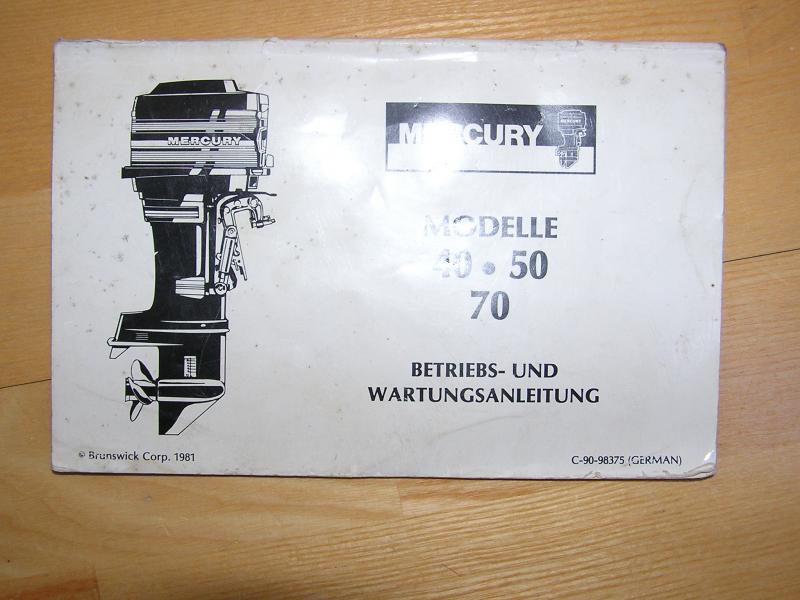 MERCURY
MERCURY
MODELLE
40 • 50
70
BETRIEBS- UND
WARTUNGSANLEITUNG
© Brunswick Corp. 1981
C-90-98375 (GERMAN)